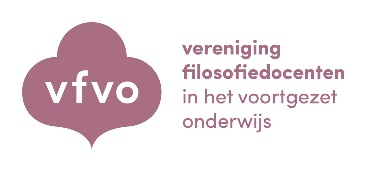 vfvo
vereniging
filosofiedocenten
in het voortgezet
onderwijs